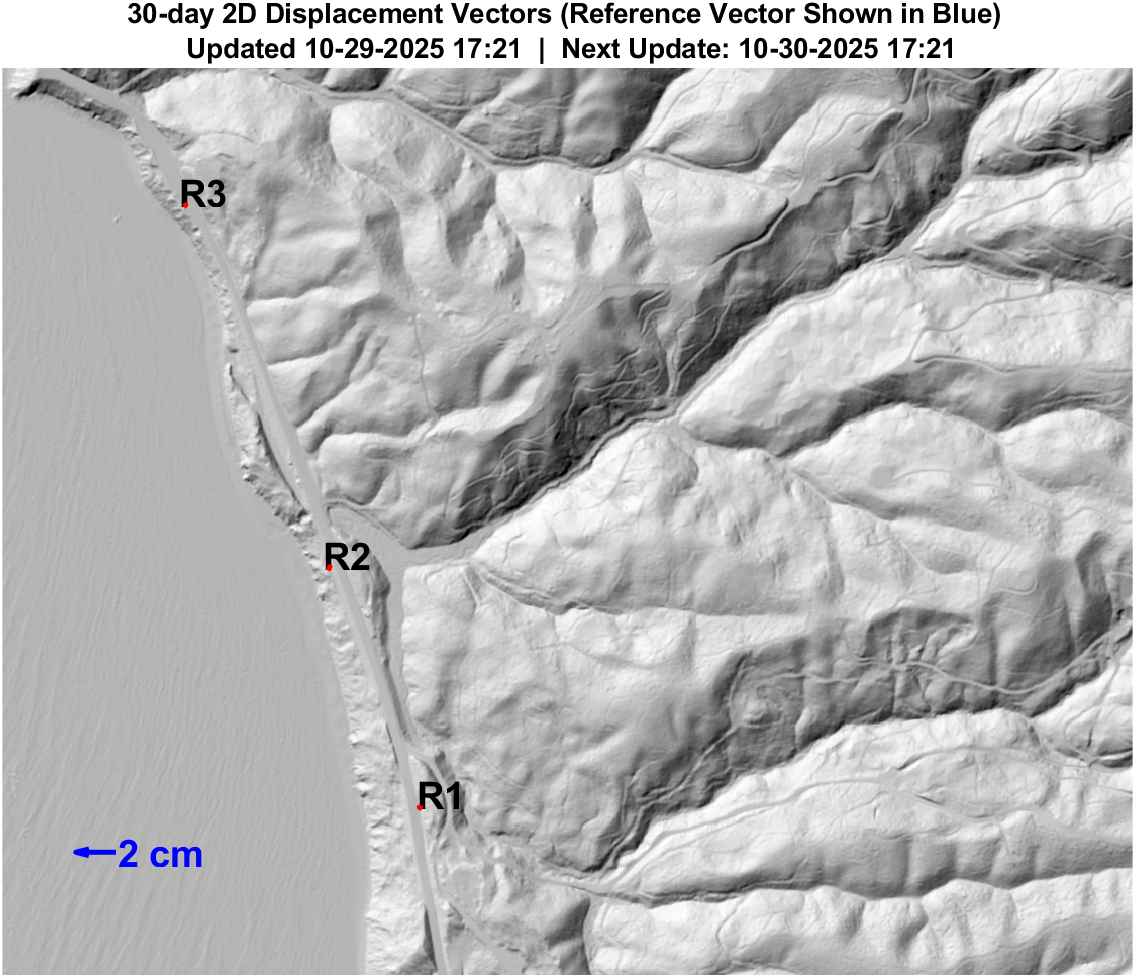 30-day 2D Displacement Vectors (Reference Vector Shown in Blue)
Updated 10-29-2025 17:21 | Next Update: 10-30-2025 17:21
R3
R2
R1
2 cm